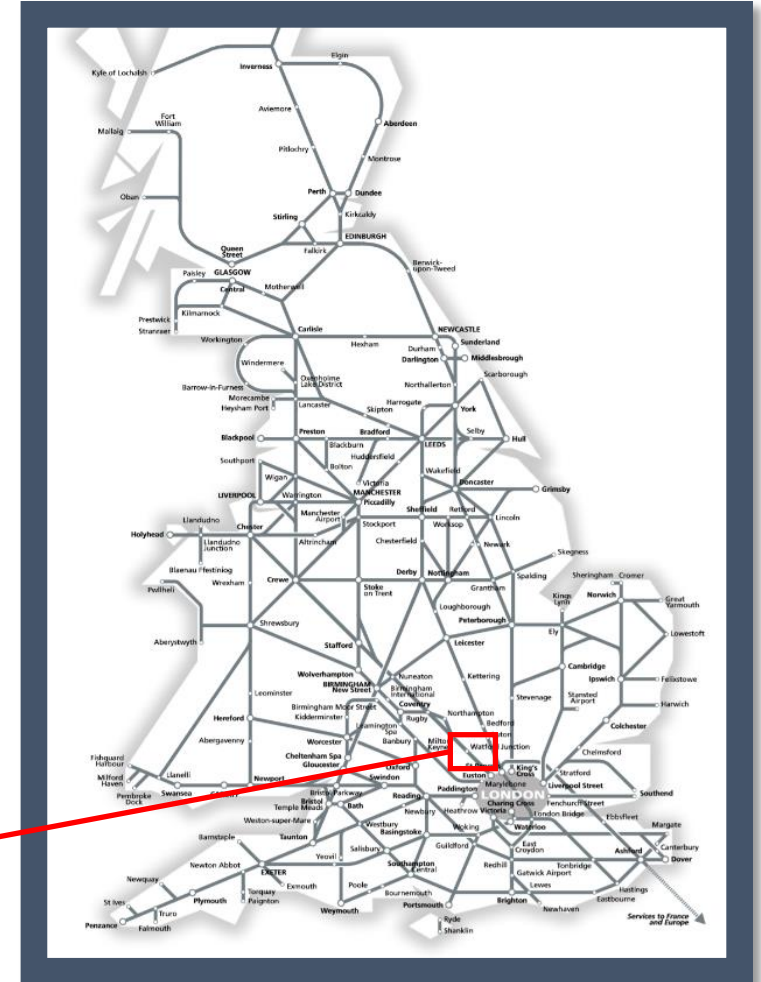 Elgin
Inverness
Kyle of Lochalsh
Aviemore
Fort
William
Mallaig
Aberdeen
Pitlochry
Montrose
Perth
Dundee
Oban
Stirling
Kirkcaldy
EDINBURGH
Queen
Street
Falkirk
Berwick-
upon-Tweed
Paisley
GLASGOW
Central
Motherwell
Prestwick
Kilmarnock
Stranraer
Carlisle
NEWCASTLE
Workington
Hexham
Sunderland
Durham
Darlington
Middlesbrough
Windermere
Scarborough
Oxenholme
Lake District
Barrow-in-Furness
Northallerton
Morecambe
Heysham Port
Lancaster
Harrogate
Skipton
York
Blackpool
Preston
Bradford
Selby
Hull
Blackburn
LEEDS
Huddersfield
Southport
Bolton
Wakefield
Wigan
Victoria
Doncaster
Grimsby
LIVERPOOL
Warrington
MANCHESTER
Piccadilly
Manchester
Airport
Sheffield
Retford
Llandudno
Chester
Stockport
Worksop
Lincoln
Holyhead
Llandudno
Junction
Altrincham
Chesterfield
Newark
Skegness
Blaenau Ffestiniog
Wrexham
Crewe
Stoke
on Trent
Derby
Nottingham
Grantham
Spalding
Sheringham
Cromer
Pwllheli
Kings
Lynn
Norwich
Great
Yarmouth
Loughborough
Peterborough
Shrewsbury
Ely
Lowestoft
Aberystwyth
Stafford
Leicester
Wolverhampton
Cambridge
BIRMINGHAM
New Street
Nuneaton
Kettering
Birmingham
International
Ipswich
Felixstowe
Leominster
Coventry
Stevenage
Stansted
Airport
Harwich
Birmingham Moor Street
Rugby
Northampton
Hereford
Kidderminster
Leamington
Spa
Bedford
Colchester
Abergavenny
Worcester
Banbury
Watford Junction
Chelmsford
Cheltenham Spa
Fishguard
Harbour
Gloucester
Oxford
King's
Cross
Milford
Haven
Llanelli
Newport
Swindon
Euston
Stratford
Pembroke
Dock
Swansea
Bristol Parkway
Reading
Paddington
Marylebone
Liverpool Street
LONDON
Southend
Bristol
Temple Meads
Bath
Newbury
Heathrow
Victoria
Charing Cross
Fenchurch Street
London Bridge
Ebbsfleet
Weston-super-Mare
Westbury
Basingstoke
Woking
Waterloo
Margate
Barnstaple
Taunton
Salisbury
Guildford
East
Croydon
Canterbury
Newton Abbot
Yeovil
Southampton
Central
Redhill
Tonbridge
Ashford
Dover
EXETER
Gatwick Airport
Newquay
Exmouth
Poole
Bournemouth
Lewes
Hastings
Torquay
Paignton
Eastbourne
St Ives
Plymouth
Weymouth
Portsmouth
Brighton
Newhaven
Truro
Penzance
Falmouth
Ryde
Shanklin
Services to France
and Europe